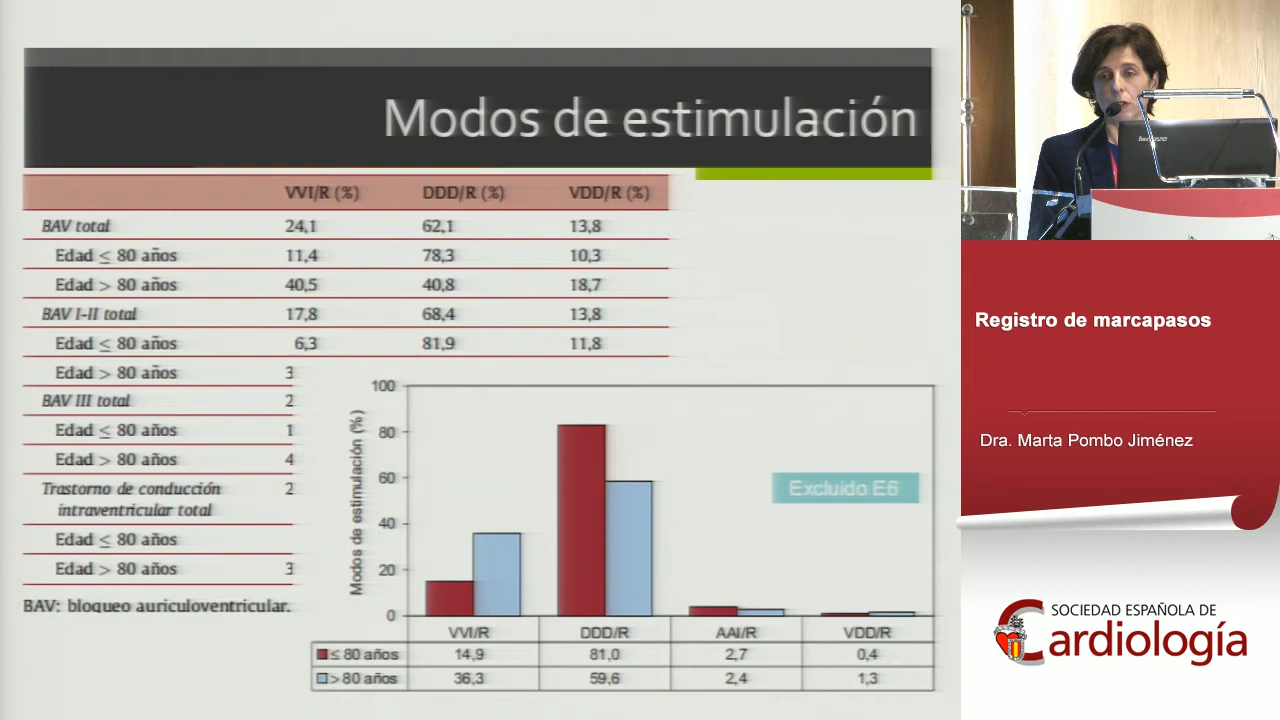 Modos de estimulación
VVI/R (%) DDD/R (%) VDD/R (%)
BAV total 24,1 62,1 13,8
Edad ≤ 80 años 11,4 78,3 10,3
Edad > 80 años 40,5 40,8 18,7
BAV I-II total 17,8 68,4 13,8
Edad ≤ 80 años 6,3 81,9 11,8
Edad > 80 años 3
BAV III total 2
Edad ≤ 80 años 1
Edad > 80 años 4
Trastorno de conducción 2
intraventricular total
Edad ≤ 80 años
Edad > 80 años 3
BAV: bloqueo auriculoventricular.
Modos de estimulación (%)
100
80
60
40
20
0
Excluido E6
VVI/R DDD/R AAI/R VDD/R
≤ 80 años 14,9 81,0 2,7 0,4
> 80 años 36,3 59,6 2,4 1,3
lenovo
Registro de marcapasos
Dra. Marta Pombo Jiménez
SOCIEDAD ESPAÑOLA DE
Cardiología